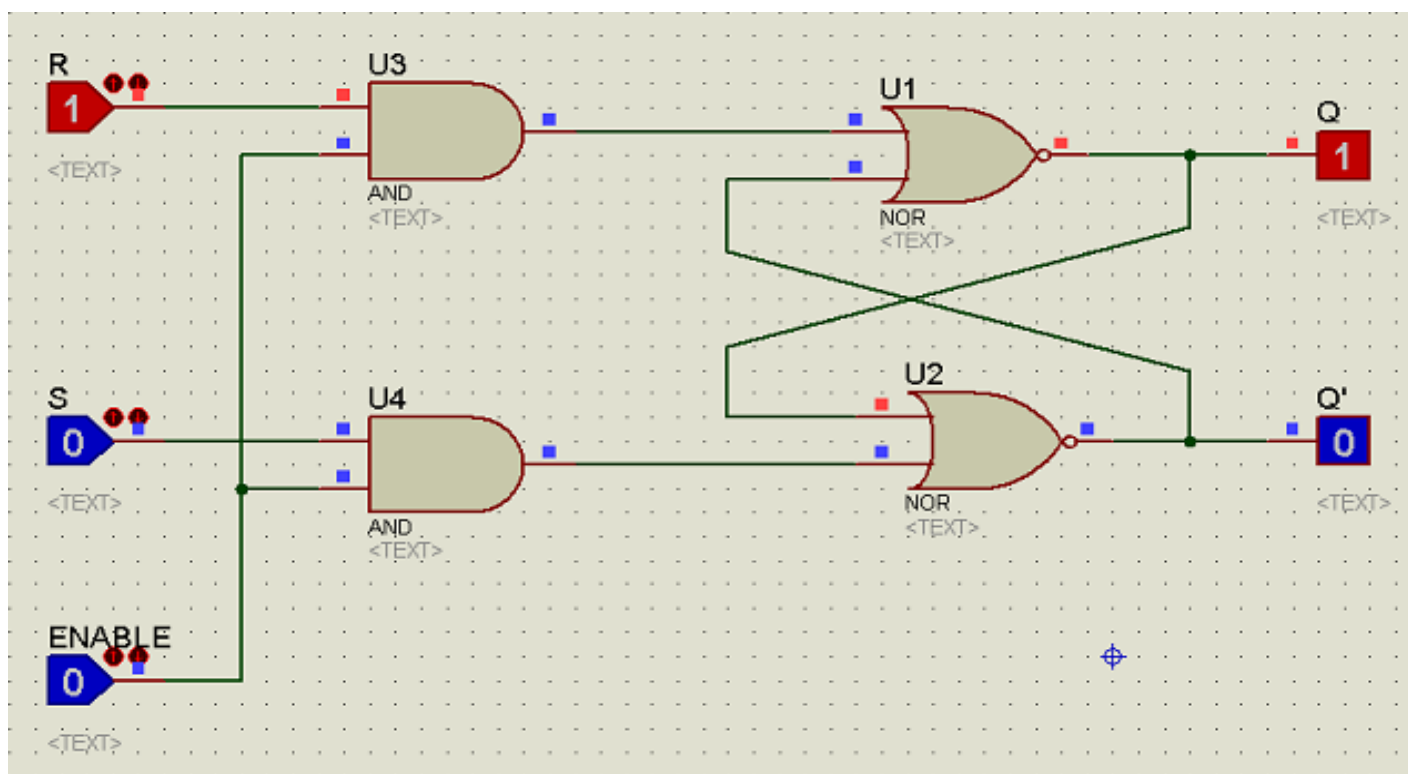 R
U3
1
U1
Q
<TEXT>
1
AND
<TEXT>
NOR
<TEXT>
<TEXT>
S
U4
U2
Q'
0
0
<TEXT>
AND
<TEXT>
NOR
<TEXT>
<TEXT>
ENABLE
0
<TEXT>